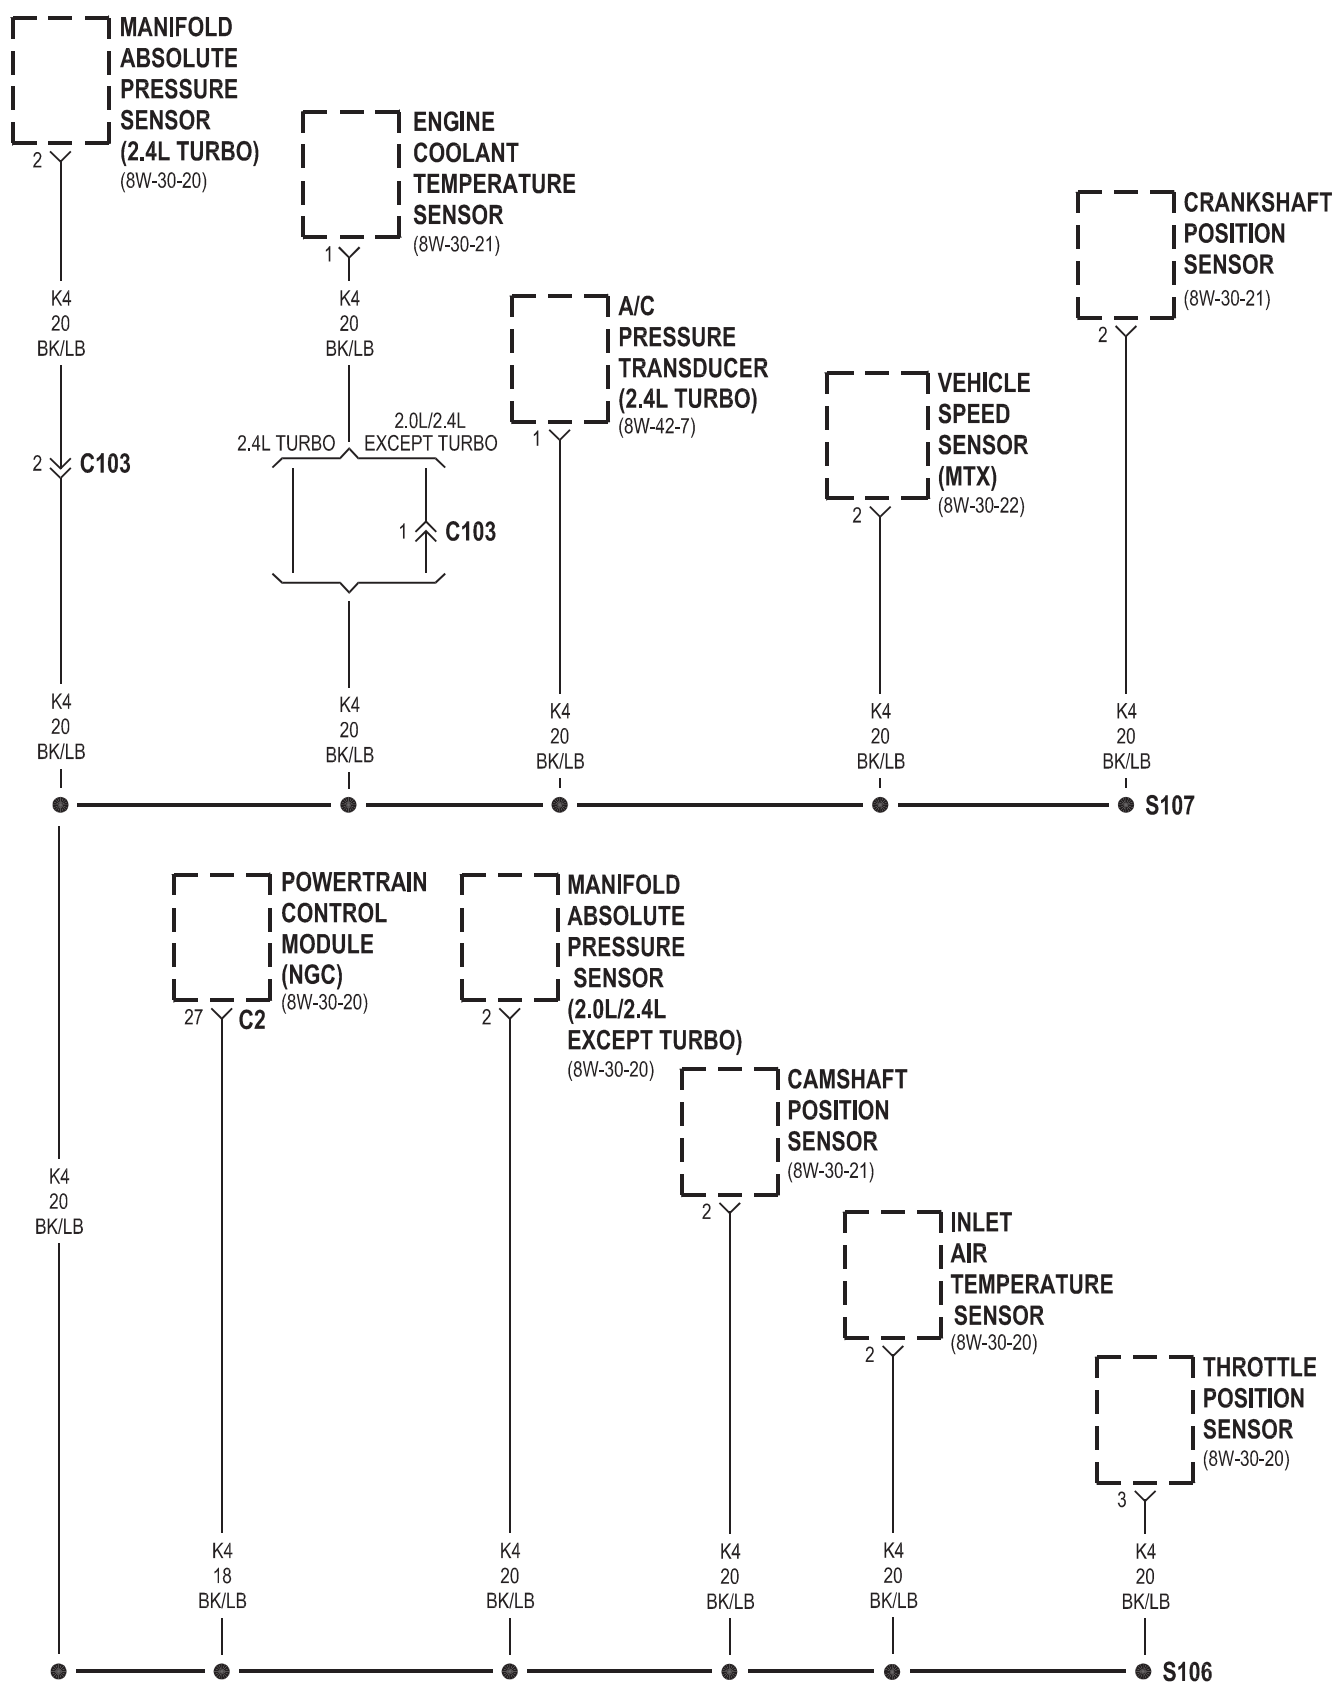 MANIFOLD
ABSOLUTE
PRESSURE
SENSOR
(2.4L TURBO)
(8W-30-20)
2
K4
20
BK/LB
2 C103
K4
20
BK/LB
ENGINE
COOLANT
TEMPERATURE
SENSOR
(8W-30-21)
1
K4
20
BK/LB
2.4L TURBO
2.0L/2.4L
EXCEPT TURBO
1 C103
K4
20
BK/LB
A/C
PRESSURE
TRANSDUCER
(2.4L TURBO)
(8W-42-7)
1
K4
20
BK/LB
VEHICLE
SPEED
SENSOR
(MTX)
(8W-30-22)
2
K4
20
BK/LB
CRANKSHAFT
POSITION
SENSOR
(8W-30-21)
2
K4
20
BK/LB
S107
K4
20
BK/LB
POWERTRAIN
CONTROL
MODULE
(NGC)
(8W-30-20)
27 C2
K4
18
BK/LB
MANIFOLD
ABSOLUTE
PRESSURE
SENSOR
(2.0L/2.4L
EXCEPT TURBO)
(8W-30-20)
2
K4
20
BK/LB
CAMSHAFT
POSITION
SENSOR
(8W-30-21)
2
K4
20
BK/LB
INLET
AIR
TEMPERATURE
SENSOR
(8W-30-20)
2
K4
20
BK/LB
THROTTLE
POSITION
SENSOR
(8W-30-20)
3
K4
20
BK/LB
S106